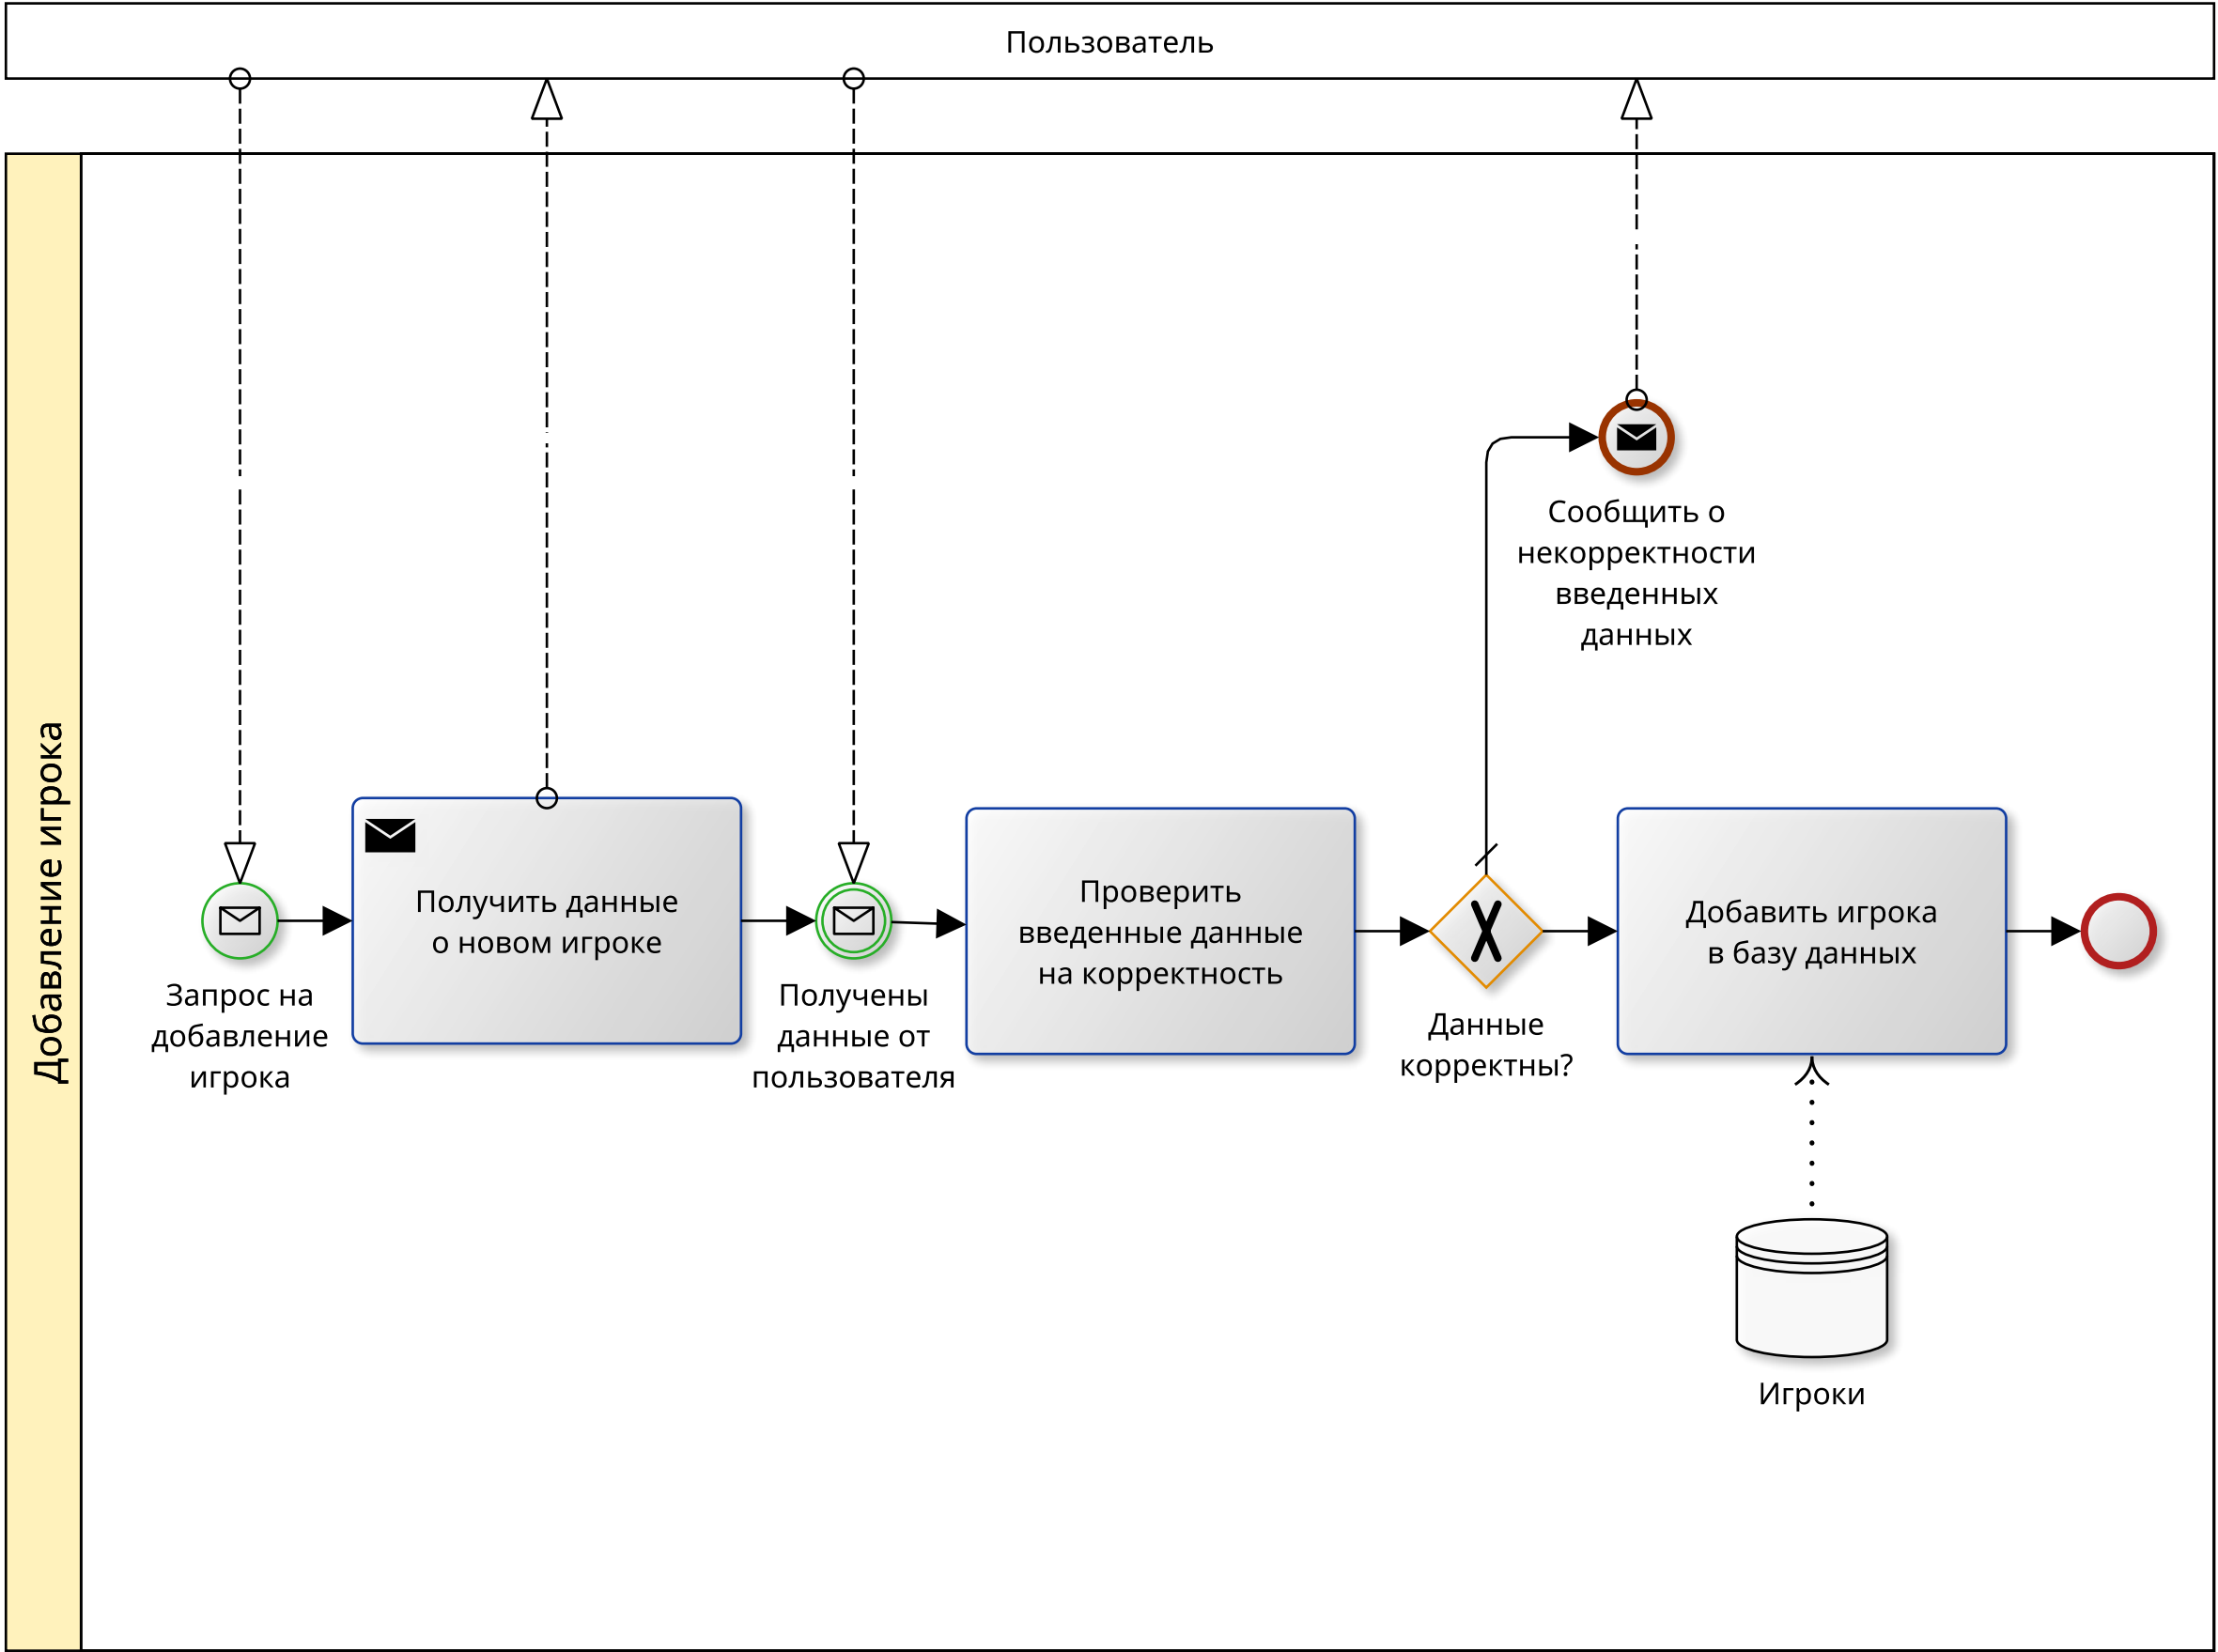 Пользователь
Добавление игрока
Сообщить о
некорректности
введенных
данных
Запрос на
добавление
игрока
Получить данные
о новом игроке
Получены
данные от
пользователя
Проверить
введенные данные
на корректность
Данные
корректны?
Добавить игрока
в базу данных
Игроки